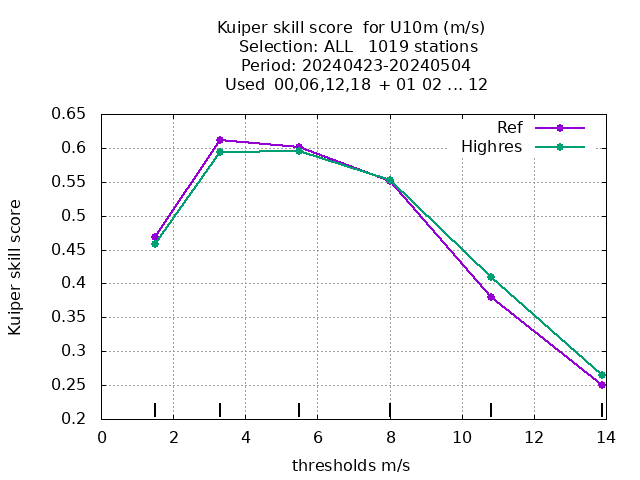 Kuiper skill score  for U10m (m/s)
Selection: ALL   1019 stations
Period: 20240423-20240504
Used  00,06,12,18  + 01 02 ... 12
Ref
Highres
0.65
0.6
0.55
0.5
0.45
0.4
0.35
0.3
0.25
0.2
Kuiper skill score
0 2 4 6 8 10 12 14
thresholds m/s